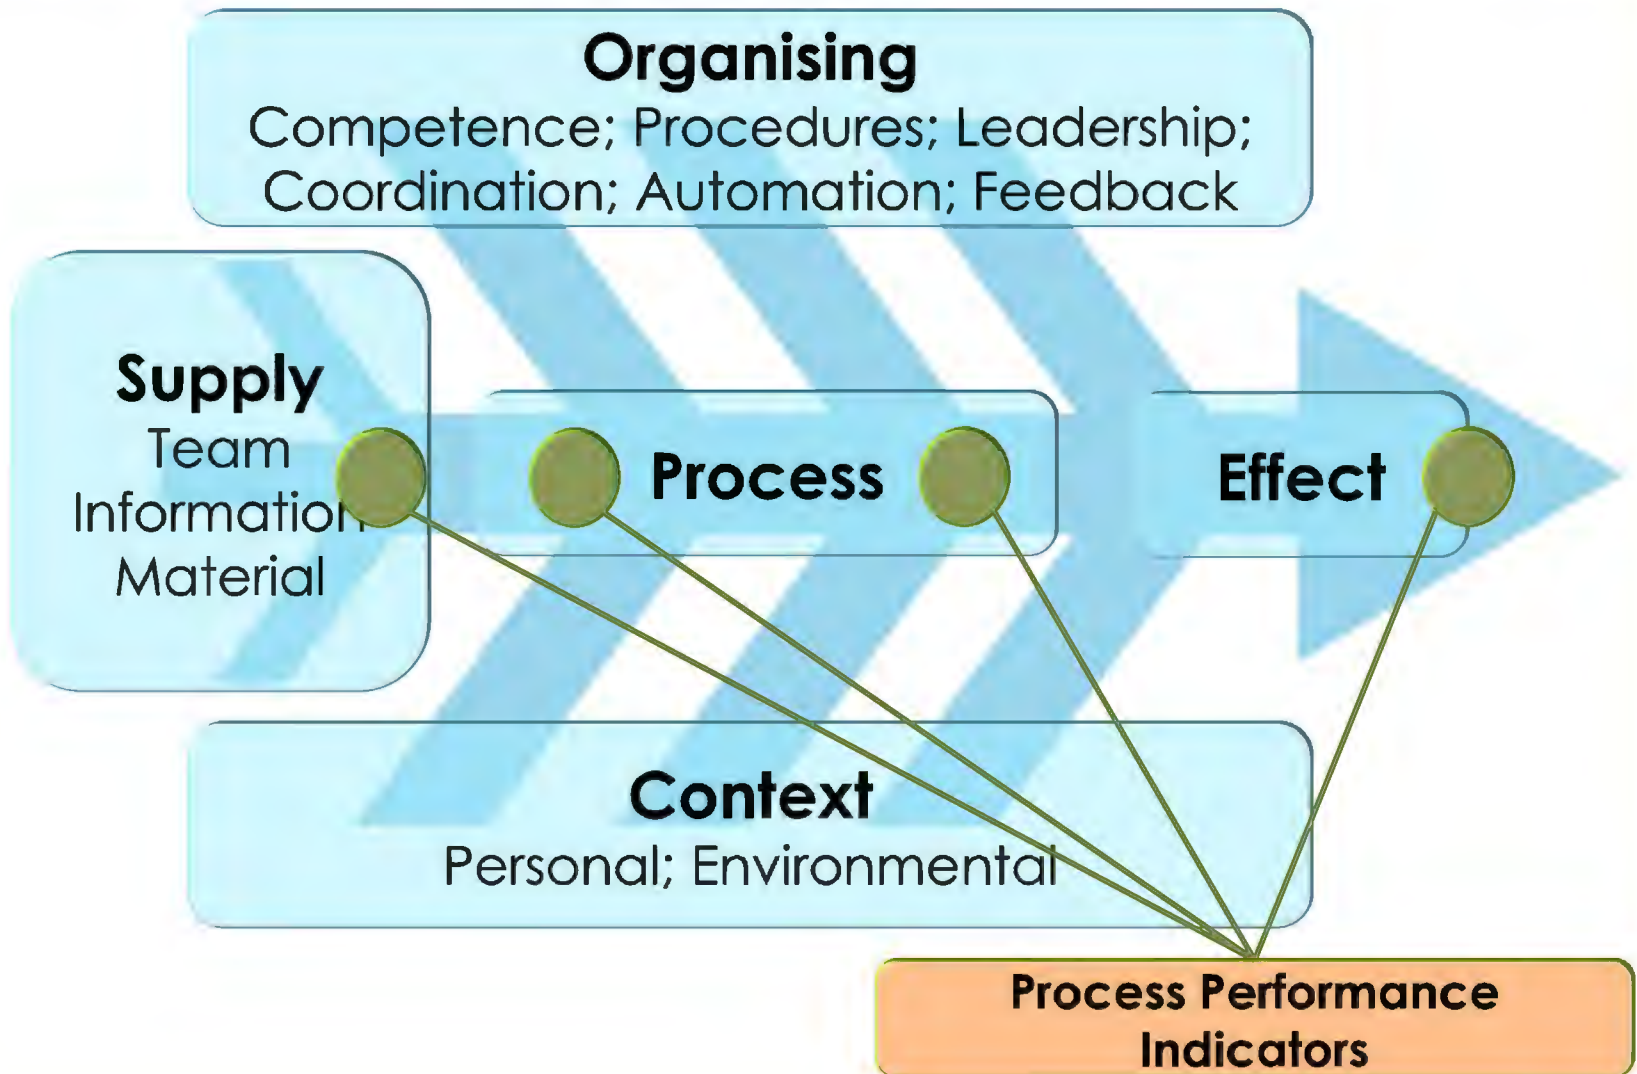 Organising
Competence; Procedures; Leadership;
Coordination; Automation; Feedback
Supply
Team
Information
Material
Process
Effect
Context
Personal; Environmental
Process Performance
Indicators